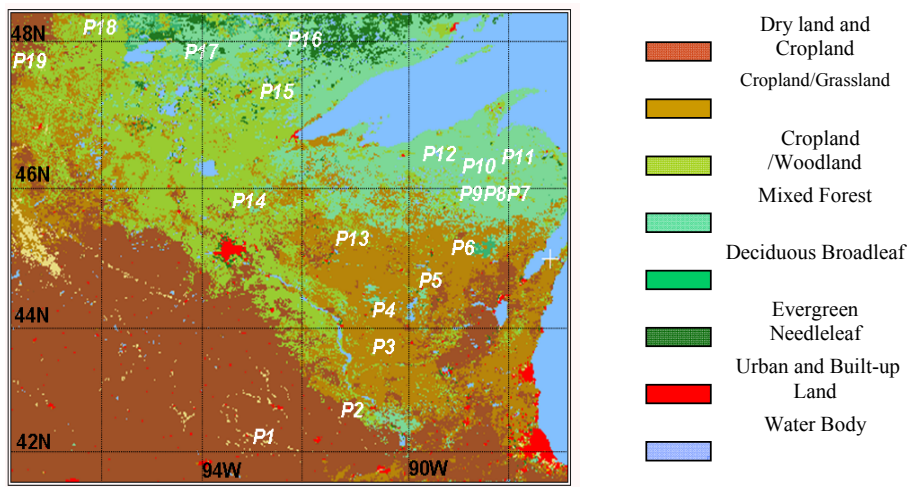 48N
P18
P17
P16
P19
P15
P12
P10
P11
46N
P14
P9
P8
P7
P13
P6
P5
44N
P4
P3
P2
P1
42N
94W
90W
Dry land and
Cropland
Cropland/Grassland
Cropland
/Woodland
Mixed Forest
Deciduous Broadleaf
Evergreen
Needleleaf
Urban and Built-up
Land
Water Body